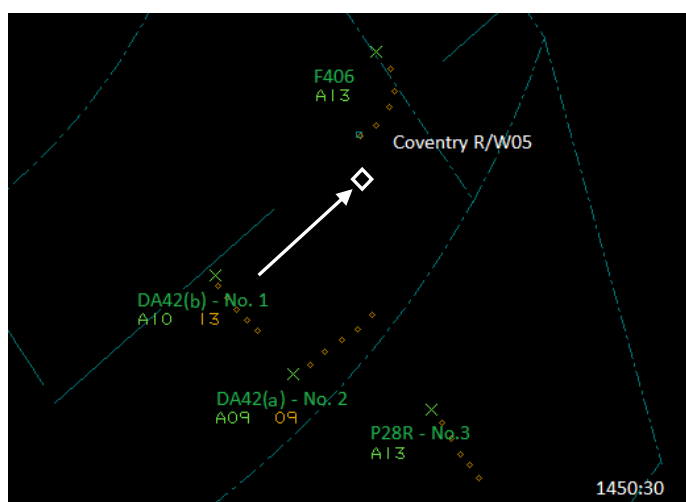 F406
A13
Coventry R/W05
DA42(b) - No. 1
A10 13
DA42(a) - No. 2
A09 09
P28R - No.3
A13
1450:30